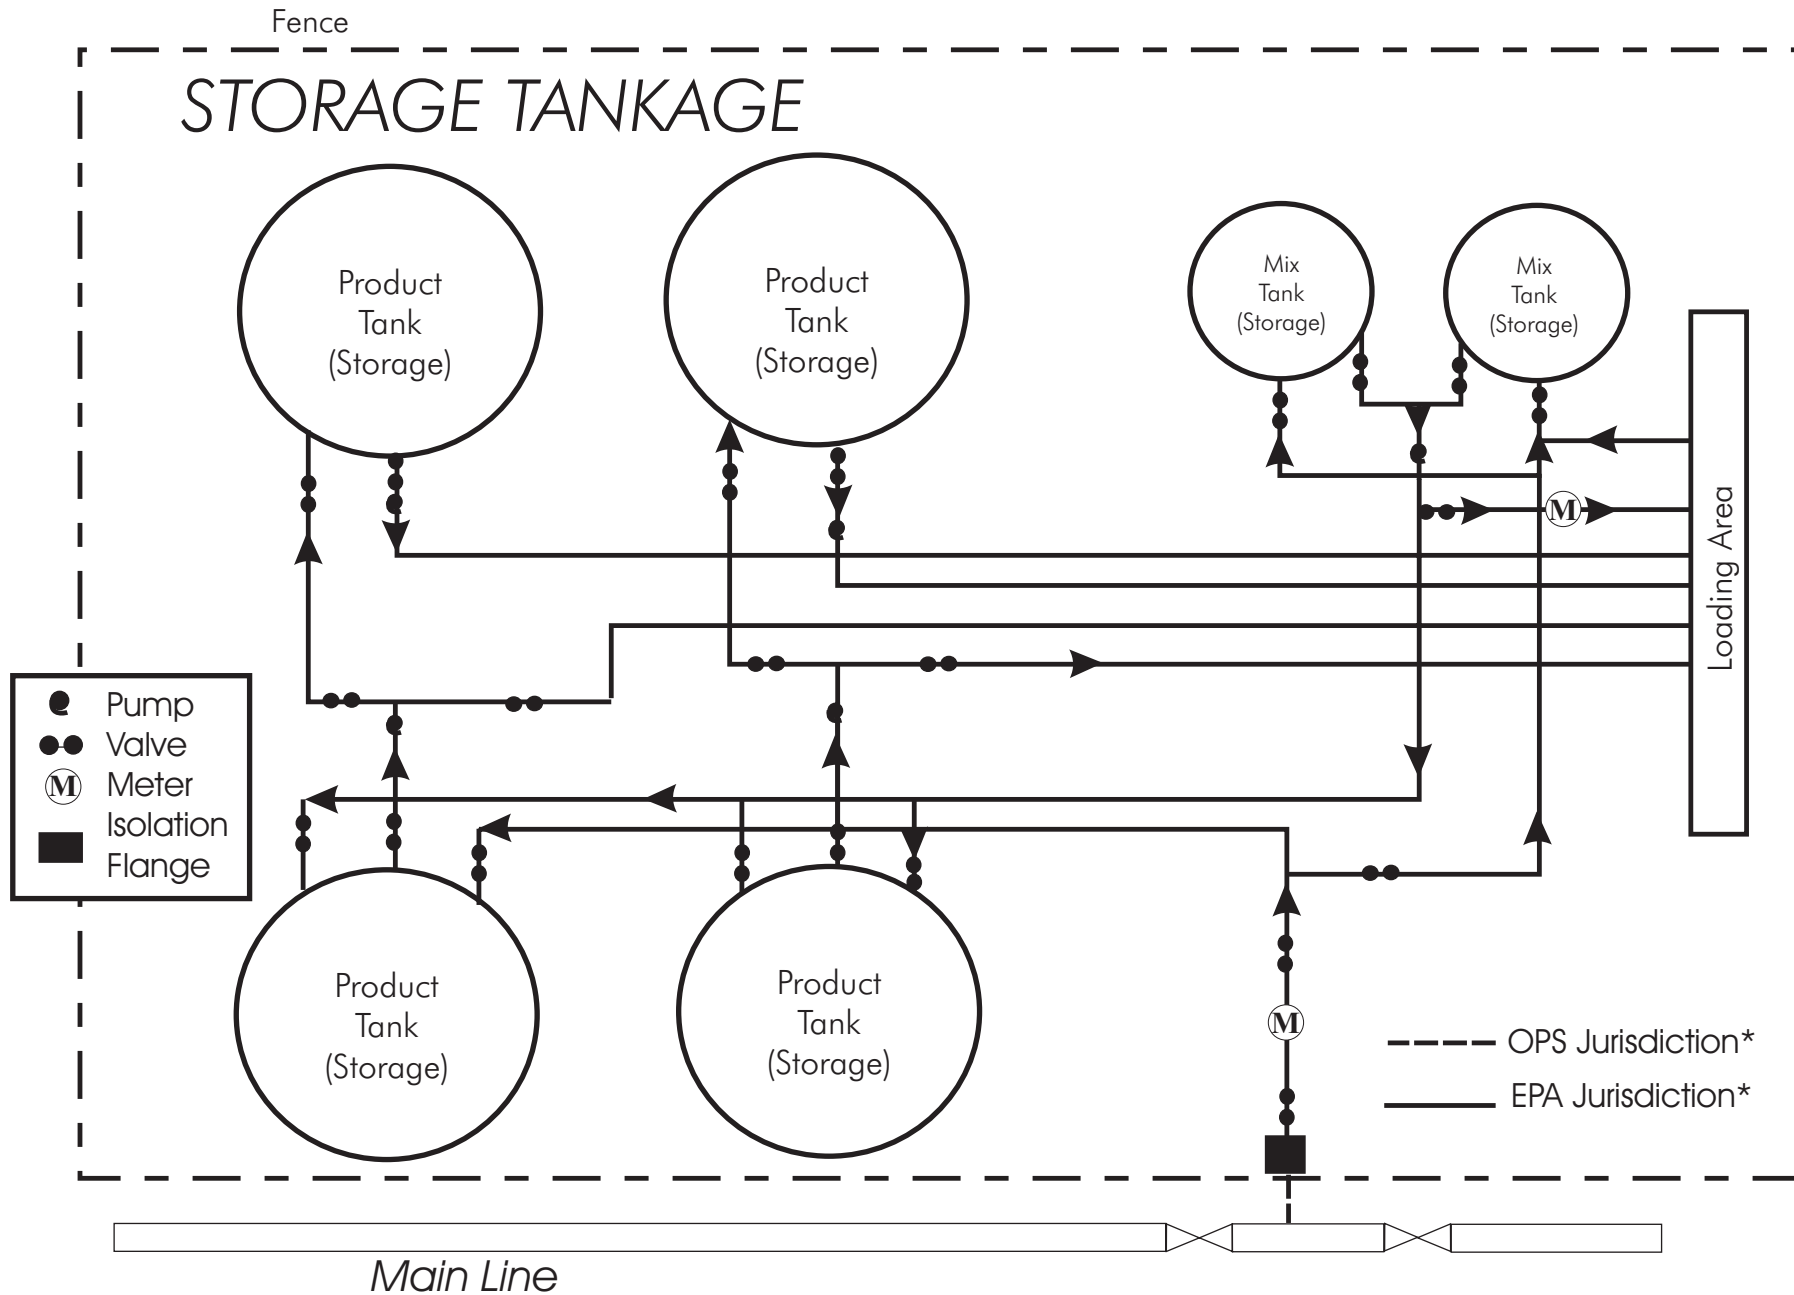 Fence
STORAGE TANKAGE
Product
Tank
(Storage)
Product
Tank
(Storage)
Mix
Tank
(Storage)
Mix
Tank
(Storage)
M
Loading Area
Pump
Valve
M Meter
Isolation
Flange
Product
Tank
(Storage)
Product
Tank
(Storage)
M
OPS Jurisdiction*
EPA Jurisdiction*
Main Line